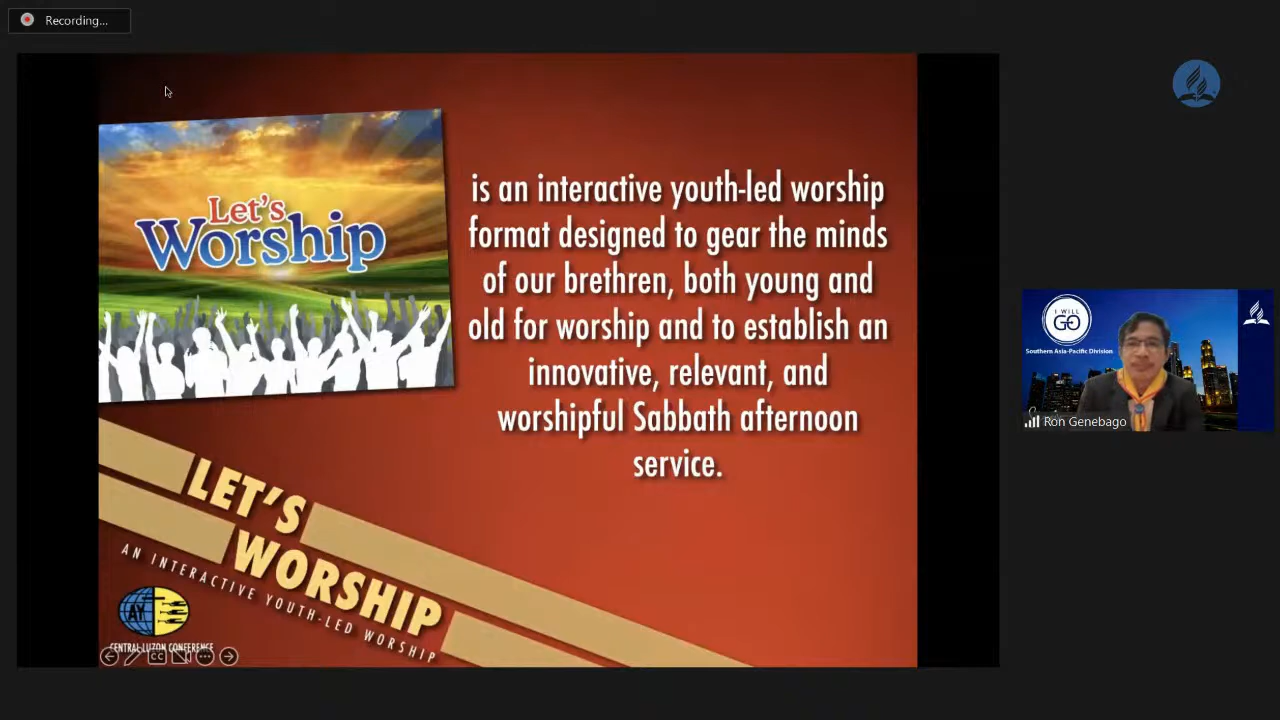 Recording...
Let's
Worship
is an interactive youth-led worship
format designed to gear the minds
of our brethren, both young and
old for worship and to establish an
innovative, relevant, and
worshipful Sabbath afternoon
service.
LET'S
WORSHIP
AN INTERACTIVE YOUTH-LED WORSHIP
AY
CENTRAL LUZON CONFERENCE
CC
I WILL
GO
Southern Asia-Pacific Division
Ron Genebago